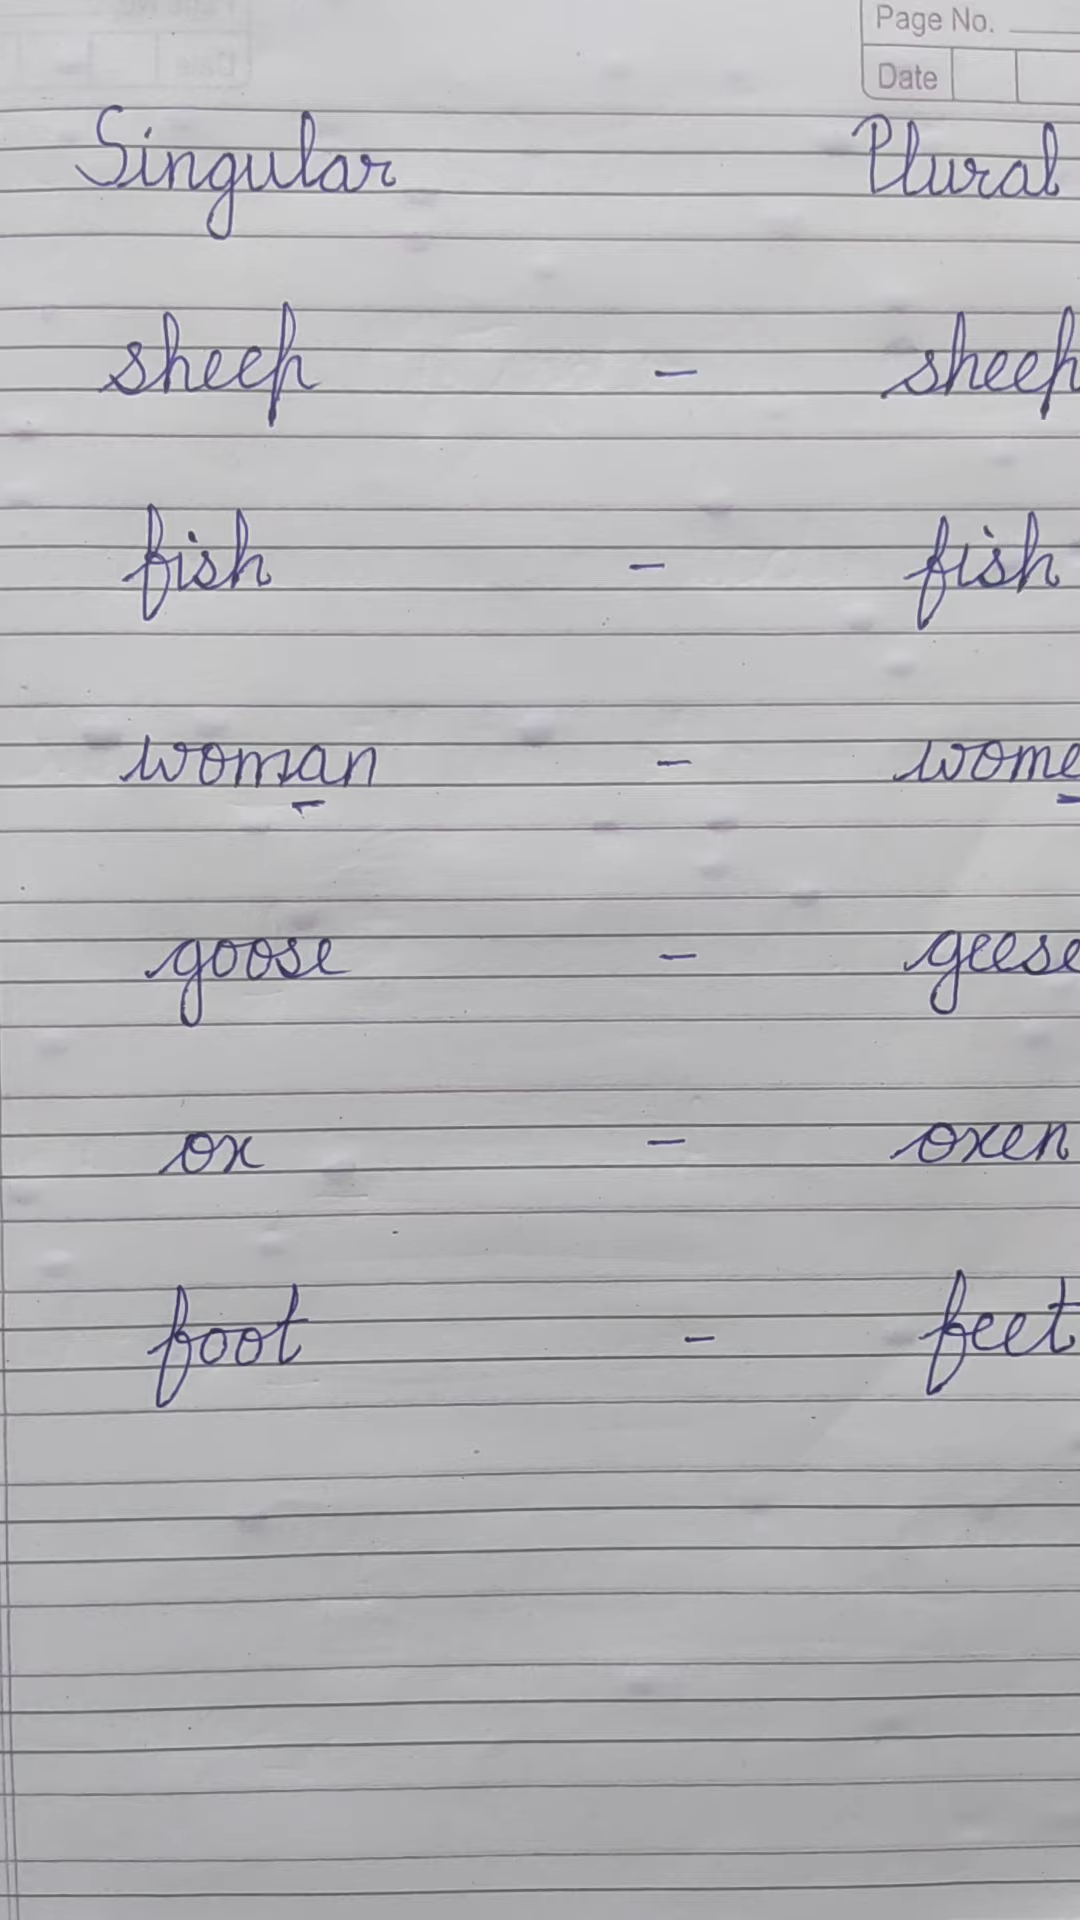 Page No.
Date
Singular Plural
sheep - sheep
fish - fish
woman - wome
goose - geese
ox - oxen
foot - feet